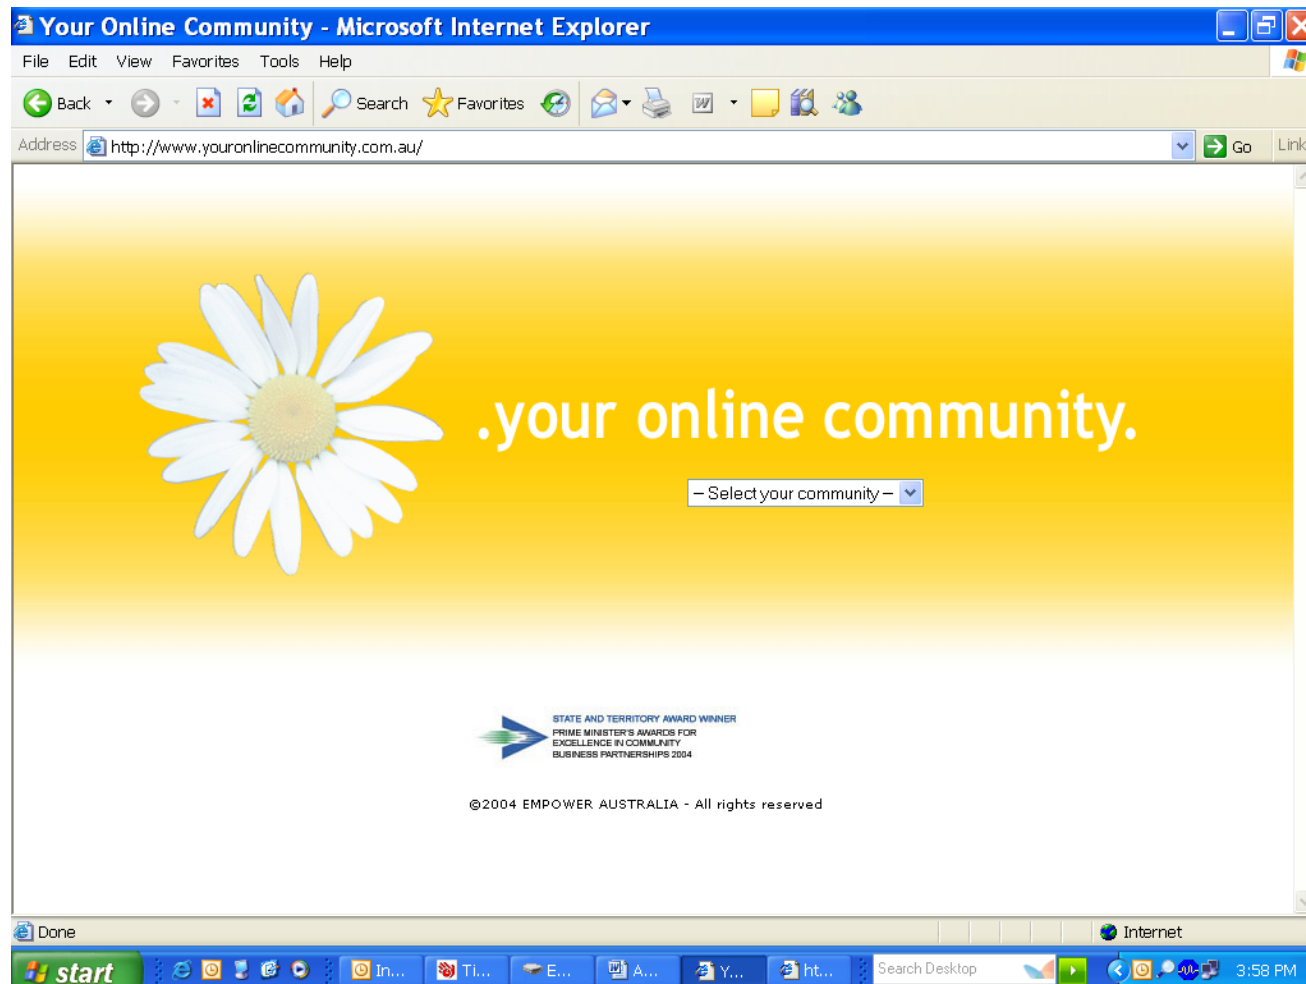 Your Online Community - Microsoft Internet Explorer
File Edit View Favorites Tools Help
Back Search Favorites
Address http://www.youronlinecommunity.com.au/ Go Link
.your online community.
– Select your community –
STATE AND TERRITORY AWARD WINNER
PRIME MINISTER'S AWARDS FOR
EXCELLENCE IN COMMUNITY
BUSINESS PARTNERSHIPS 2004
©2004 EMPOWER AUSTRALIA - All rights reserved
Done Internet
start In... Ti... E... A... Y... ht... Search Desktop 3:58 PM